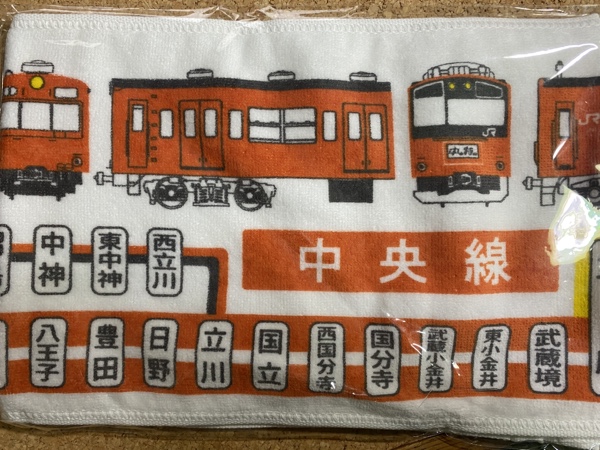 JR
JR
中央線
中神
東中神
西立川
八王子
豊田
日野
立川
国立
西国分寺
国分寺
武蔵小金井
東小金井
武蔵境